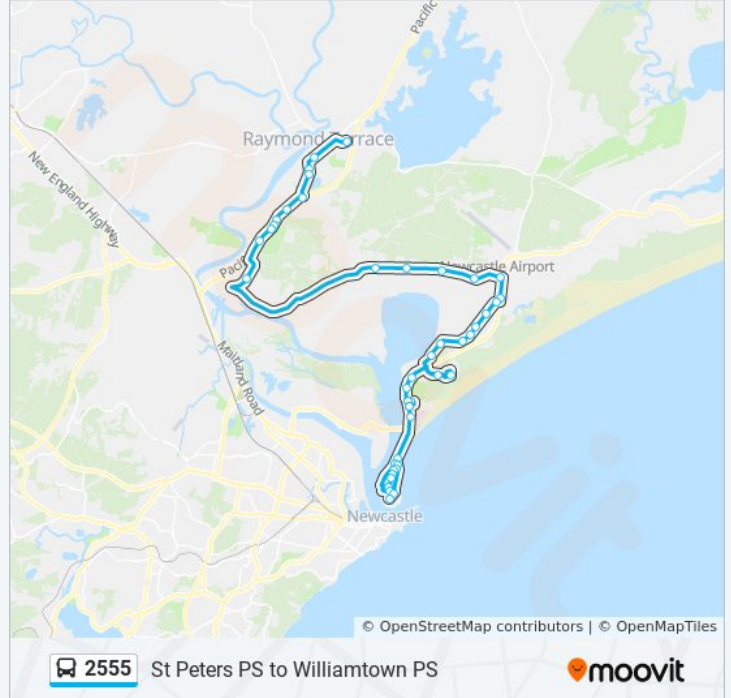 Pacific
Raymond Terrace
New England Highway
Pacific
Newcastle Airport
Maitland Road
Newcastle
© OpenStreetMap contributors | © OpenMapTiles
2555 St Peters PS to Williamtown PS
moovit